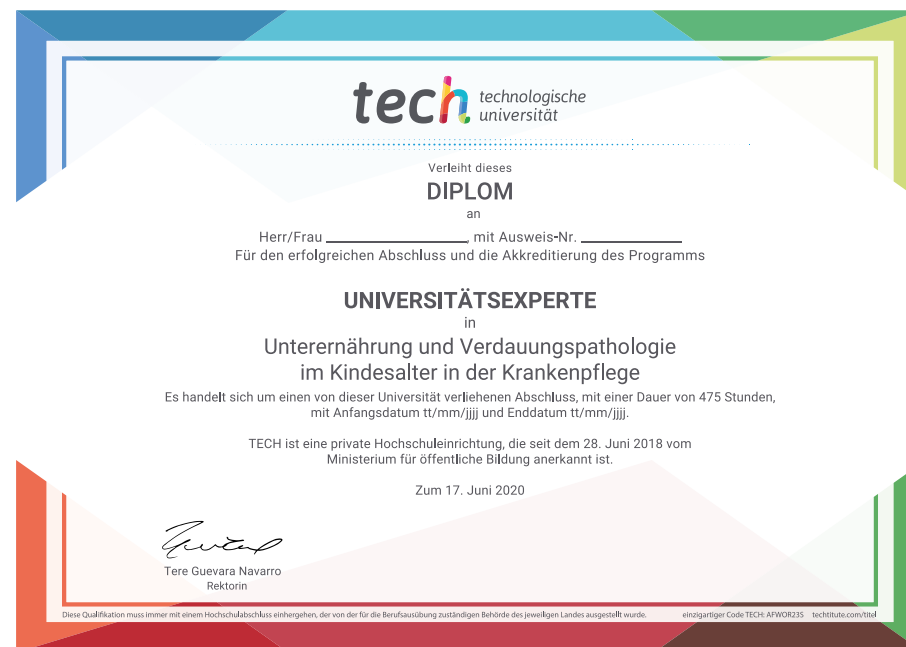 tech technologische
universität
Verleiht dieses
DIPLOM
an
Herr/Frau ________________, mit Ausweis-Nr. ____________
Für den erfolgreichen Abschluss und die Akkreditierung des Programms
UNIVERSITÄTSEXPERTE
in
Unterernährung und Verdauungspathologie
im Kindesalter in der Krankenpflege
Es handelt sich um einen von dieser Universität verliehenen Abschluss, mit einer Dauer von 475 Stunden,
mit Anfangsdatum tt/mm/jjjj und Enddatum tt/mm/jjjj.
TECH ist eine private Hochschuleinrichtung, die seit dem 28. Juni 2018 vom
Ministerium für öffentliche Bildung anerkannt ist.
Zum 17. Juni 2020
Tere Guevara Navarro
Rektorin
Diese Qualifikation muss immer mit einem Hochschulabschluss einhergehen, der von der für die Berufsausübung zuständigen Behörde des jeweiligen Landes ausgestellt wurde. einzigartiger Code TECH: AFWOR23S techtitute.com/titel